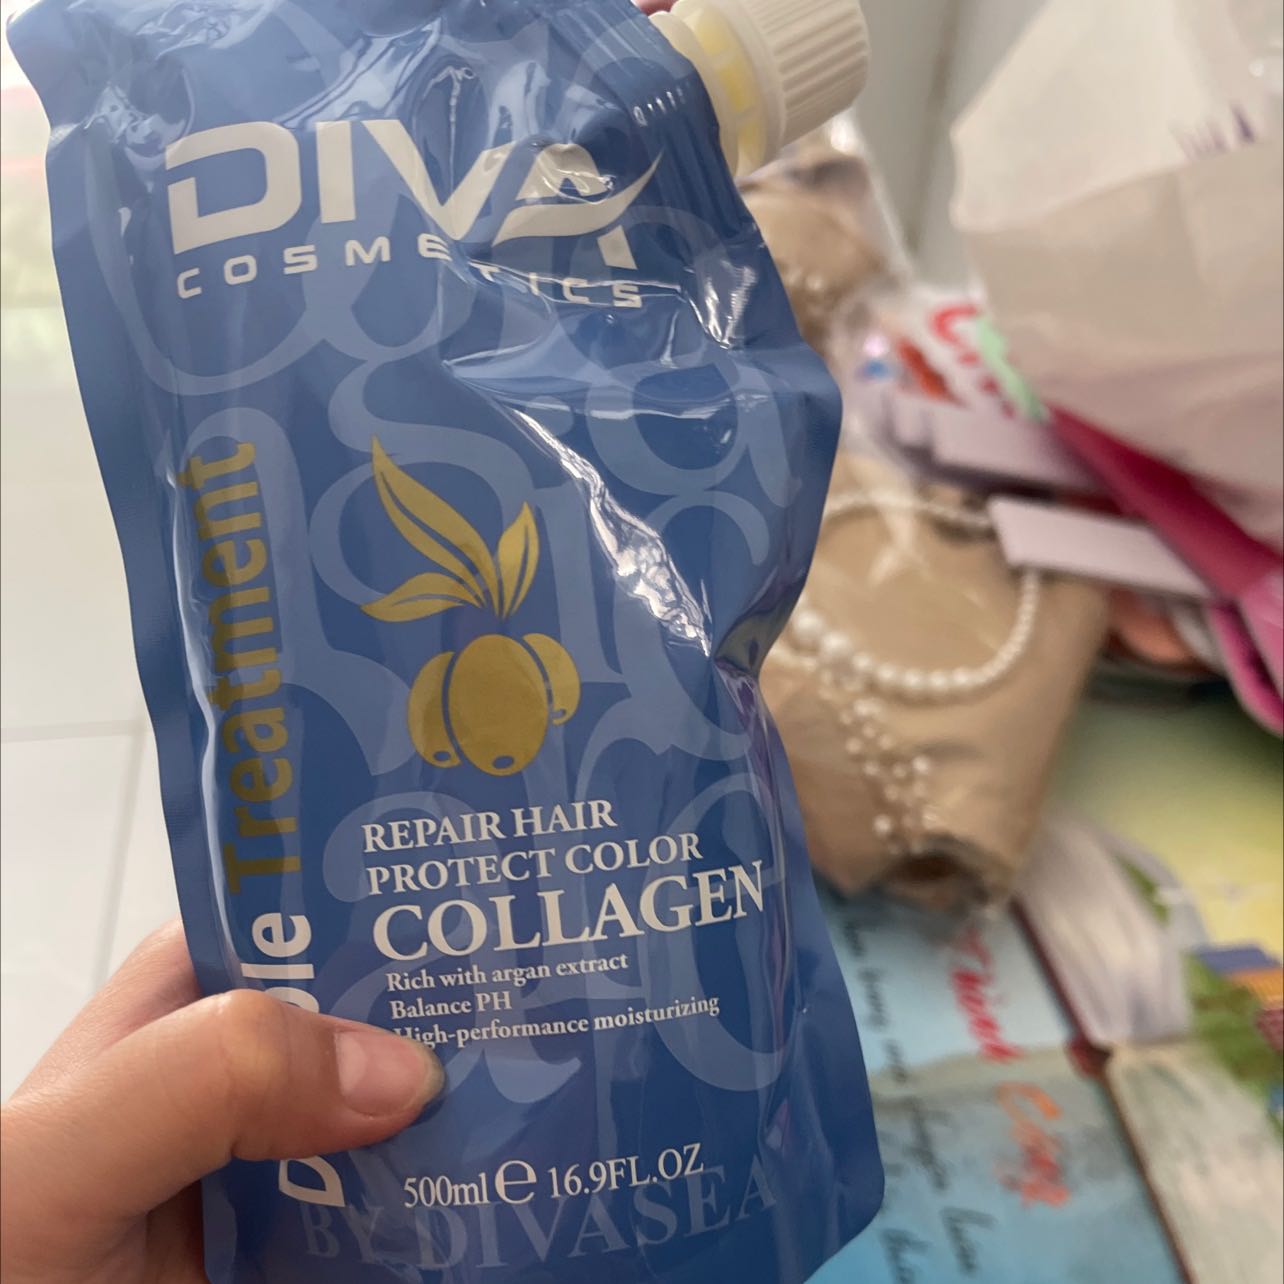 DIVA
COSMETICS
Treatment
REPAIR HAIR
PROTECT COLOR
COLLAGEN
Rich with argan extract
Balance PH
High-performance moisturizing
500ml e 16.9FL.OZ
BY DIVASEA